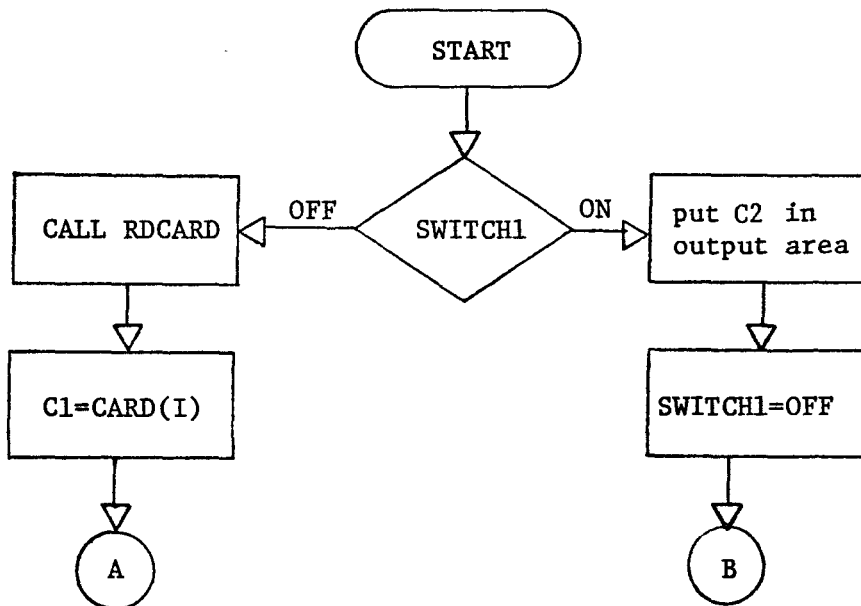 START
OFF
ON
CALL RDCARD
SWITCH1
put C2 in
output area
C1=CARD(I)
SWITCH1=OFF
A
B